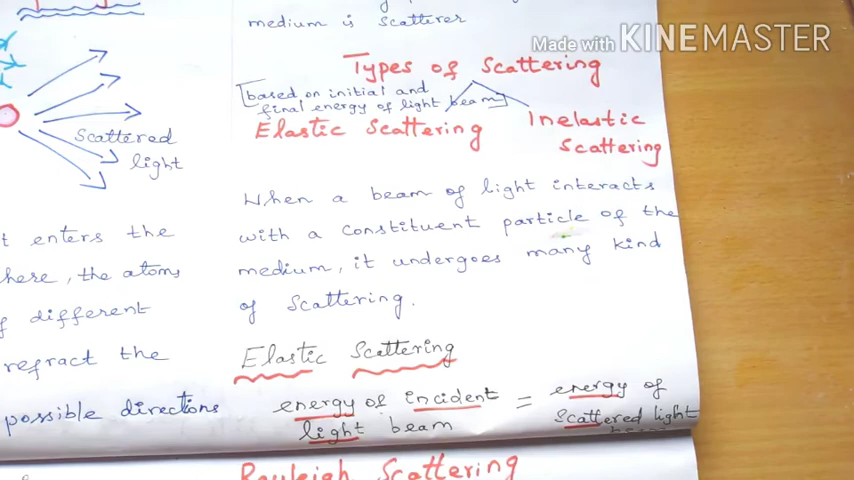 medium is scatterer
Made with KINEMASTER
Types of Scattering
based on initial and
final energy of light beam
Elastic Scattering
Inelastic
Scattering
Scattered
light
When a beam of light interacts
with a constituent particle of the
medium, it undergoes many kind
of scattering.
enters the
here, the atoms
different
refract the
possible directions
Elastic Scattering
energy of incident = energy of
light beam scattered light
Rayleigh Scattering